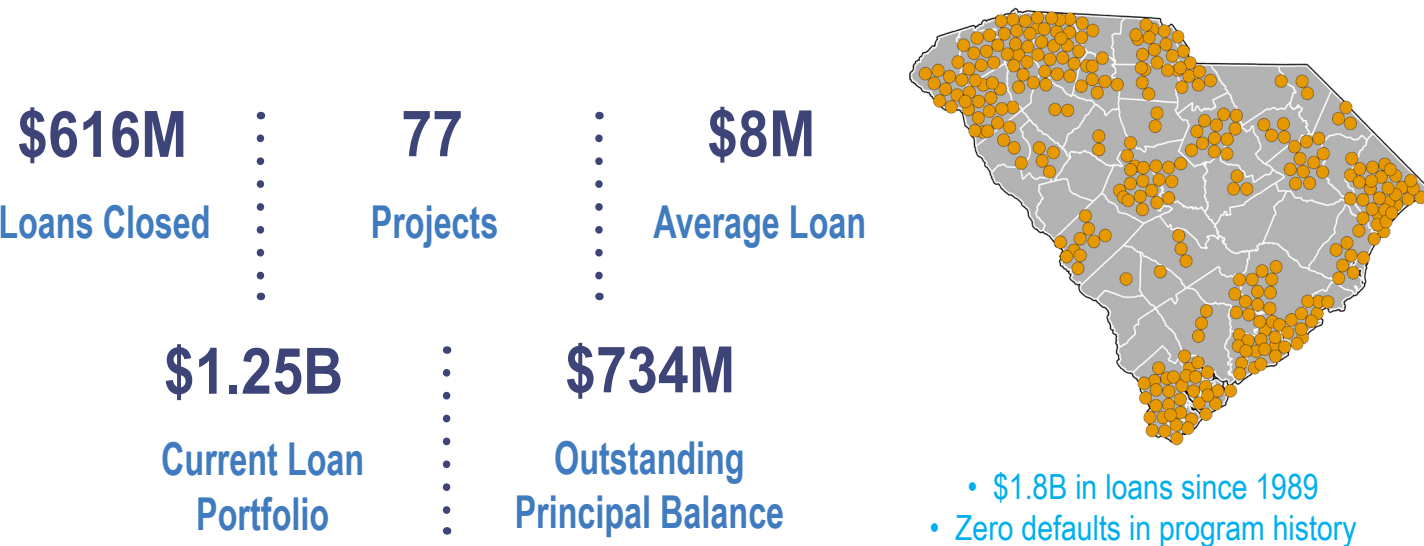 $616M
Loans Closed
77
Projects
$8M
Average Loan
$1.25B
Current Loan
Portfolio
$734M
Outstanding
Principal Balance
• $1.8B in loans since 1989
• Zero defaults in program history